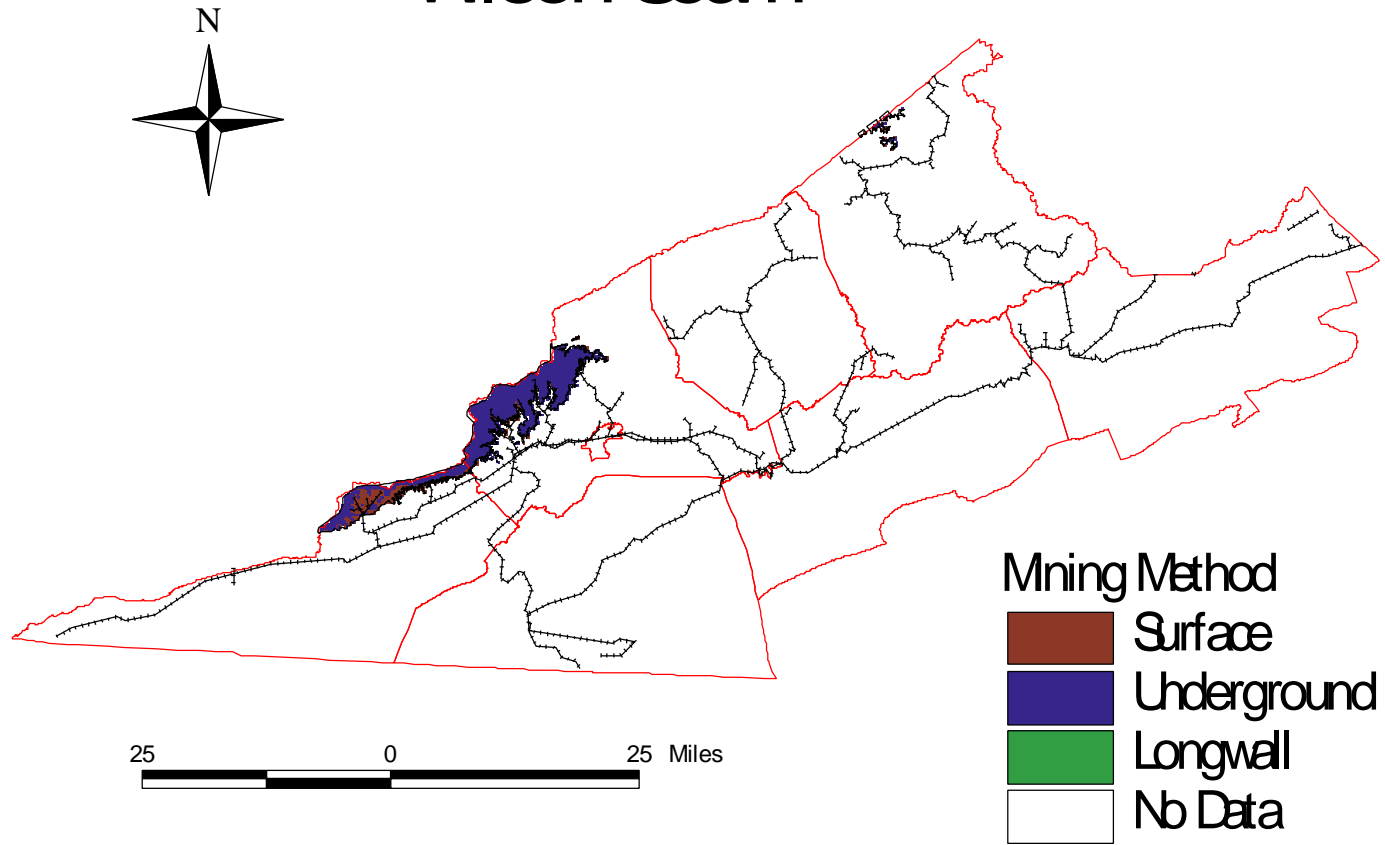 N
25 0 25 Miles
Mining Method
Surface
Underground
Longwall
No Data